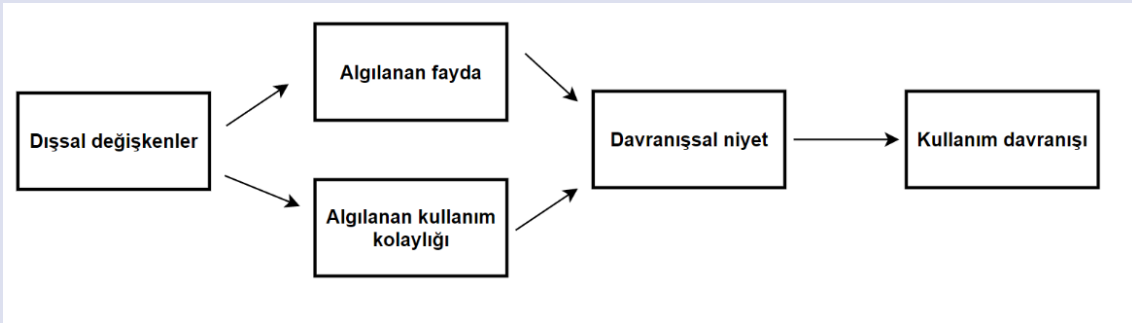 Algılanan fayda
Dışsal değişkenler
Davranışsal niyet
Kullanım davranışı
Algılanan kullanım
kolaylığı